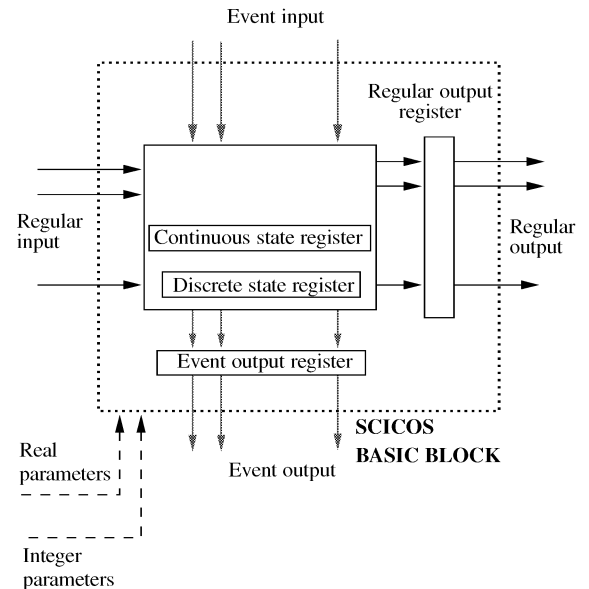 Event input
Regular output
register
Regular
input
Continuous state register
Regular
output
Discrete state register
Event output register
SCICOS
BASIC BLOCK
Event output
Real
parameters
Integer
parameters